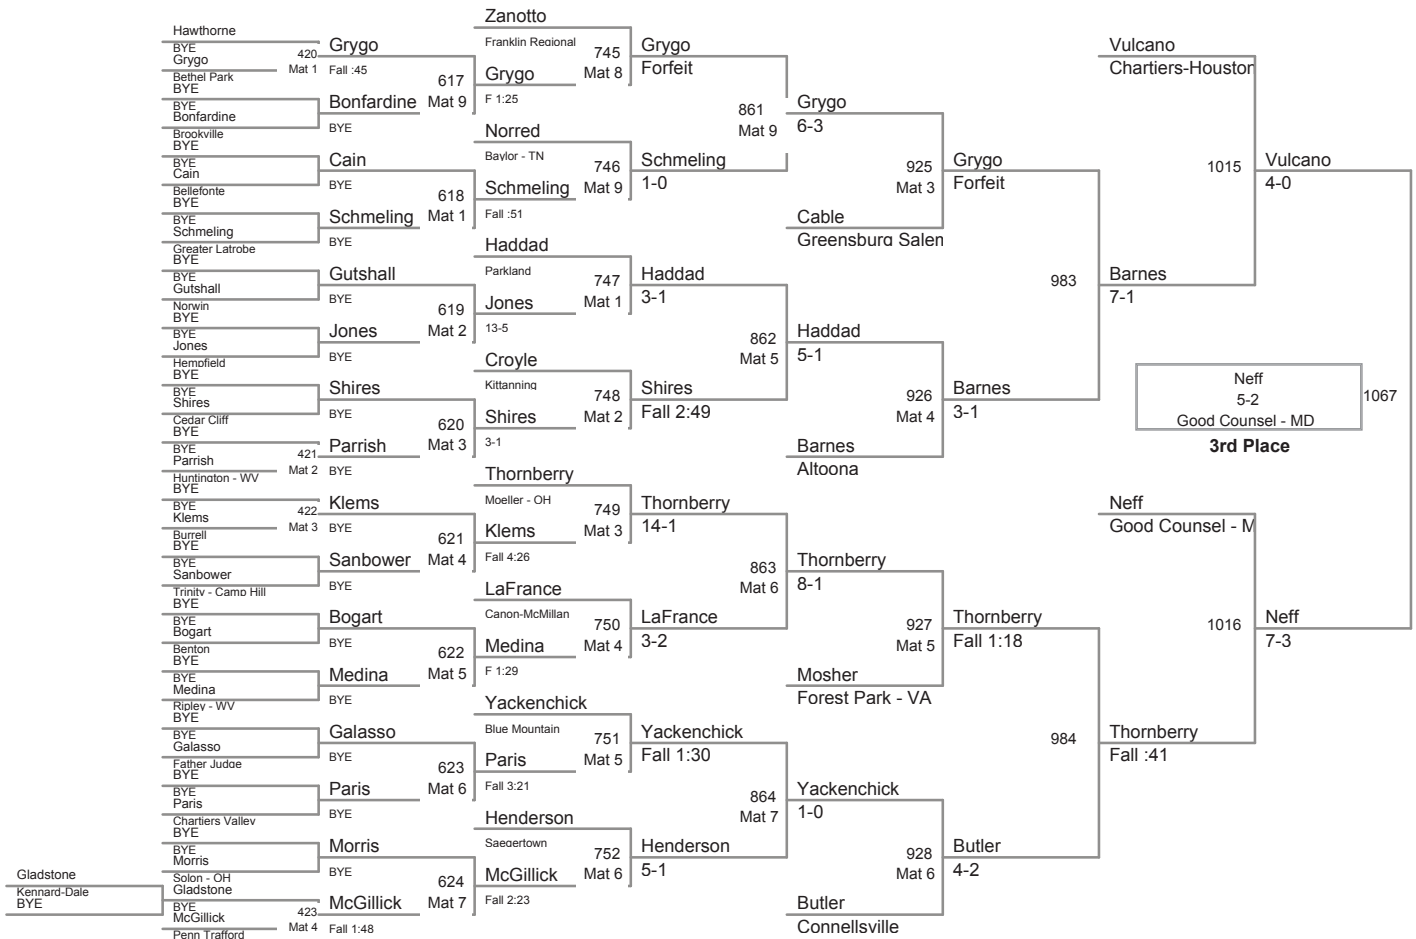 Hawthorne
BYE
Grygo
420
Mat 1
Bethel Park
BYE
BYE
Bonfardine
Brookville
BYE
BYE
Cain
Bellefonte
BYE
BYE
Schmeling
Greater Latrobe
BYE
BYE
Gutshall
Norwin
BYE
BYE
Jones
Hempfield
BYE
BYE
Shires
Cedar Cliff
BYE
BYE
Parrish
421
Mat 2
Huntington - WV
BYE
BYE
Klems
422
Mat 3
Burrell
BYE
BYE
Sanbower
Trinity - Camp Hill
BYE
BYE
Bogart
Benton
BYE
BYE
Medina
Ripley - WV
BYE
BYE
Galasso
Father Judge
BYE
BYE
Paris
Chartiers Valley
BYE
BYE
Morris
Solon - OH
Gladstone
BYE
McGillick
423
Mat 4
Penn Trafford
Gladstone
Kennard-Dale
BYE
Grygo
Fall :45
617
Mat 9
Bonfardine
BYE
Cain
BYE
618
Mat 1
Schmeling
BYE
Gutshall
BYE
619
Mat 2
Jones
BYE
Shires
BYE
620
Mat 3
Parrish
BYE
Klems
BYE
621
Mat 4
Sanbower
BYE
Bogart
BYE
622
Mat 5
Medina
BYE
Galasso
BYE
623
Mat 6
Paris
BYE
Morris
BYE
624
Mat 7
McGillick
Fall 1:48
Zanotto
Franklin Regional
745
Mat 8
Grygo
F 1:25
Norred
Baylor - TN
746
Mat 9
Schmeling
Fall :51
Haddad
Parkland
747
Mat 1
Jones
13-5
Croyle
Kittanning
748
Mat 2
Shires
3-1
Thornberry
Moeller - OH
749
Mat 3
Klems
Fall 4:26
LaFrance
Canon-McMillan
750
Mat 4
Medina
F 1:29
Yackenchick
Blue Mountain
751
Mat 5
Paris
Fall 3:21
Henderson
Saegertown
752
Mat 6
McGillick
Fall 2:23
Grygo
Forfeit
861
Mat 9
Schmeling
1-0
Haddad
3-1
862
Mat 5
Shires
Fall 2:49
Thornberry
14-1
863
Mat 6
LaFrance
3-2
Yackenchick
Fall 1:30
864
Mat 7
Henderson
5-1
Grygo
6-3
925
Mat 3
Cable
Greensburg Salen
Haddad
5-1
926
Mat 4
Barnes
Altoona
Thornberry
8-1
927
Mat 5
Mosher
Forest Park - VA
Yackenchick
1-0
928
Mat 6
Butler
Connellsville
Grygo
Forfeit
983
Barnes
3-1
Thornberry
Fall 1:18
984
Butler
4-2
Vulcano
Chartiers-Houston
1015
Barnes
7-1
Neff
Good Counsel - M
1016
Thornberry
Fall :41
Vulcano
4-0
Neff
5-2
Good Counsel - MD
1067
3rd Place
Neff
7-3